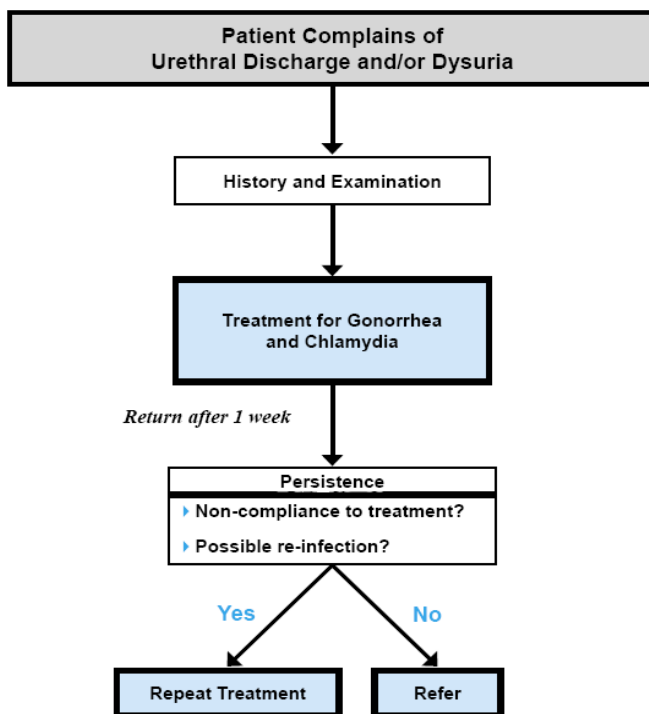 Patient Complains of
Urethral Discharge and/or Dysuria
History and Examination
Treatment for Gonorrhea
and Chlamydia
Return after 1 week
Persistence
Non-compliance to treatment?
Possible re-infection?
Yes
No
Repeat Treatment
Refer